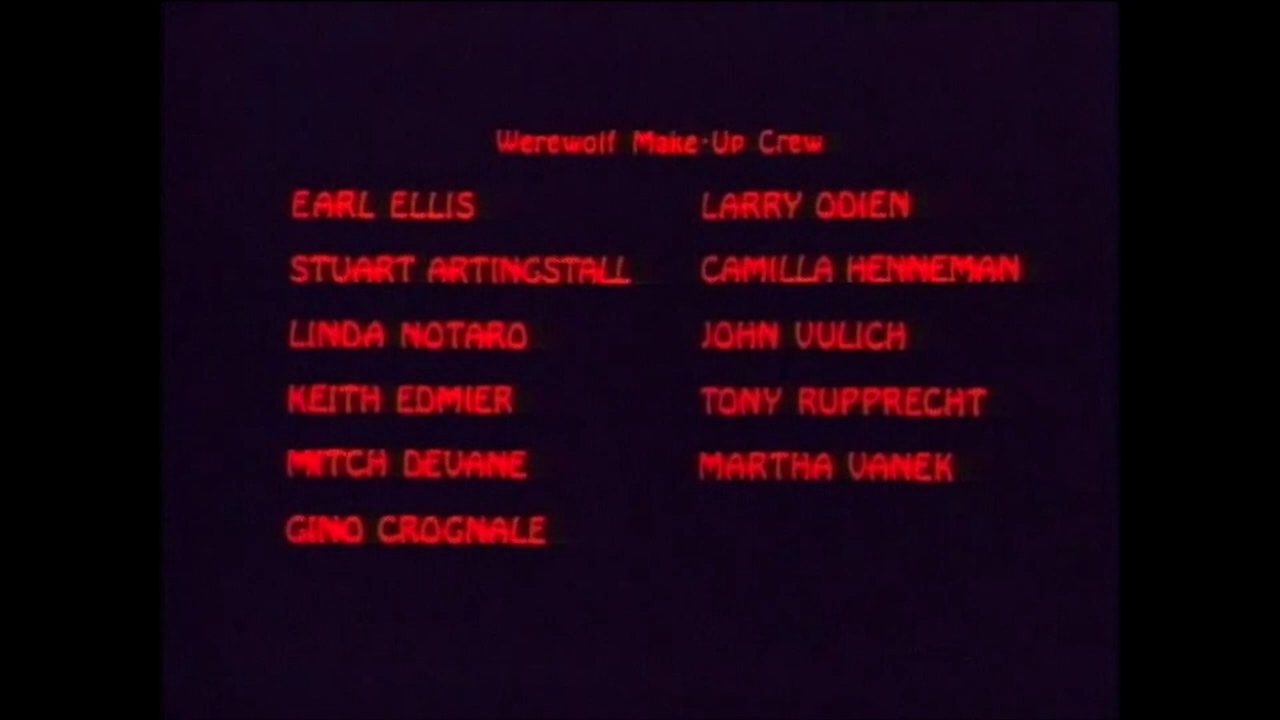 Werewolf Make-Up Crew
EARL ELLIS LARRY ODIEN
STUART ARTINGSTALL CAMILLA HENNEMAN
LINDA NOTARO JOHN VULICH
KEITH EDMIER TONY RUPPRECHT
MITCH DEVANE MARTHA VANEK
GINO CROGNALE